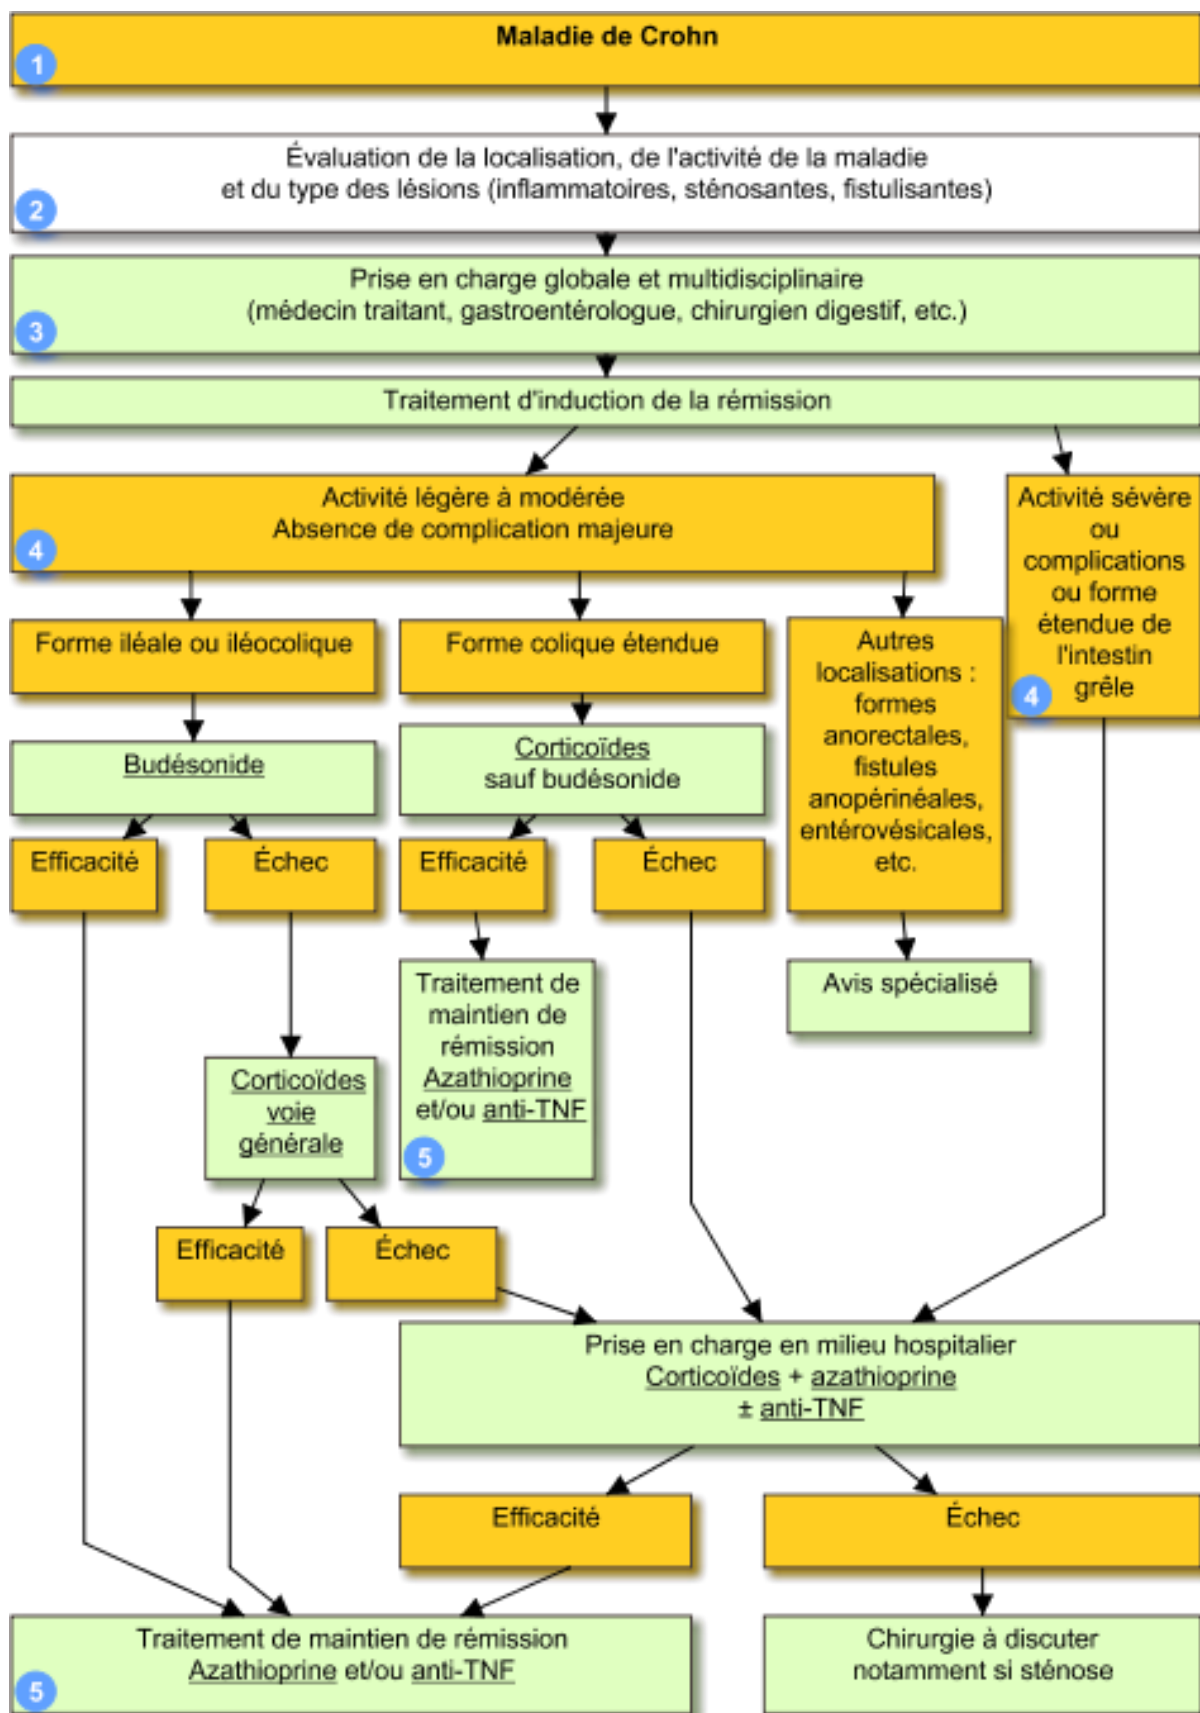 Maladie de Crohn
1
Évaluation de la localisation, de l'activité de la maladie
et du type des lésions (inflammatoires, sténosantes, fistulisantes)
2
Prise en charge globale et multidisciplinaire
(médecin traitant, gastroentérologue, chirurgien digestif, etc.)
3
Traitement d'induction de la rémission
Activité légère à modérée
Absence de complication majeure
4
Activité sévère
ou
complications
ou forme
étendue de
l'intestin
grêle
4
Forme iléale ou iléocolique
Forme colique étendue
Autres
localisations :
formes
anorectales,
fistules
anopérinéales,
entérovésicales,
etc.
Budésonide
Corticoïdes
sauf budésonide
Efficacité
Échec
Efficacité
Échec
Traitement de
maintien de
rémission
Azathioprine
et/ou anti-TNF
5
Avis spécialisé
Corticoïdes
voie
générale
Efficacité
Échec
Prise en charge en milieu hospitalier
Corticoïdes + azathioprine
± anti-TNF
Efficacité
Échec
Traitement de maintien de rémission
Azathioprine et/ou anti-TNF
5
Chirurgie à discuter
notamment si sténose